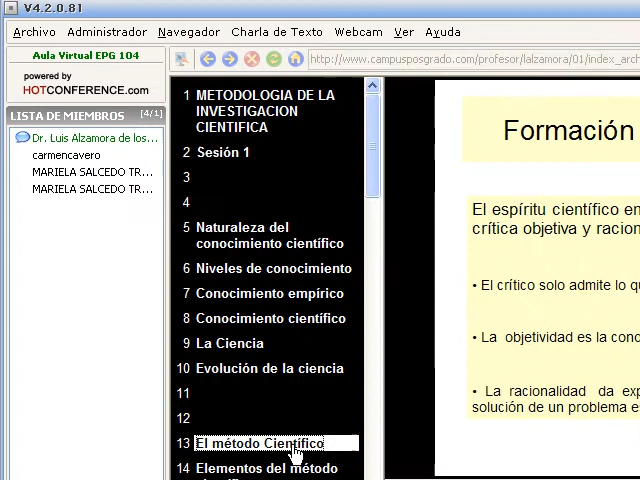 V4.2.0.81
Archivo Administrador Navegador Charla de Texto Webcam Ver Ayuda
Aula Virtual EPG 104
powered by
HOTCONFERENCE.com
http://www.campusposgrado.com/profesor/lalzamora/01/index_arch
LISTA DE MIEMBROS [4/1]
Dr. Luis Alzamora de los...
carmencavero
MARIELA SALCEDO TR...
MARIELA SALCEDO TR...
1 METODOLOGIA DE LA
INVESTIGACION
CIENTIFICA
2 Sesión 1
3
4
5 Naturaleza del
conocimiento científico
6 Niveles de conocimiento
7 Conocimiento empírico
8 Conocimiento científico
9 La Ciencia
10 Evolución de la ciencia
11
12
13 El método Científico
14 Elementos del método
Formación
El espíritu científico en
crítica objetiva y racion
• El crítico solo admite lo qu
• La objetividad es la cono
• La racionalidad da exp
solución de un problema e